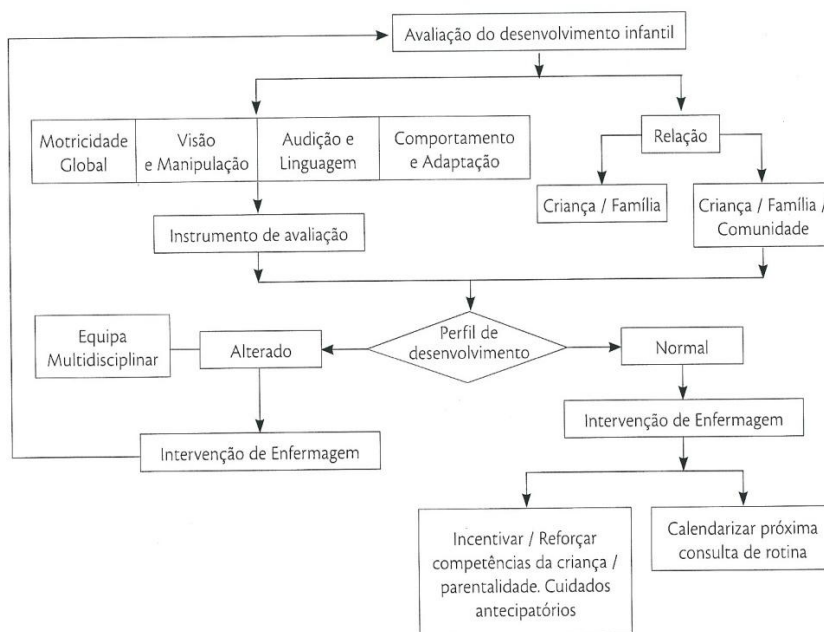 Avaliação do desenvolvimento infantil
Motricidade
Global
Visão
e Manipulação
Audição e
Linguagem
Comportamento
e Adaptação
Relação
Criança / Família
Criança / Família /
Comunidade
Instrumento de avaliação
Perfil de
desenvolvimento
Equipa
Multidisciplinar
Alterado
Normal
Intervenção de Enfermagem
Intervenção de Enfermagem
Incentivar / Reforçar
competências da criança /
parentalidade. Cuidados
antecipatórios
Calendarizar próxima
consulta de rotina